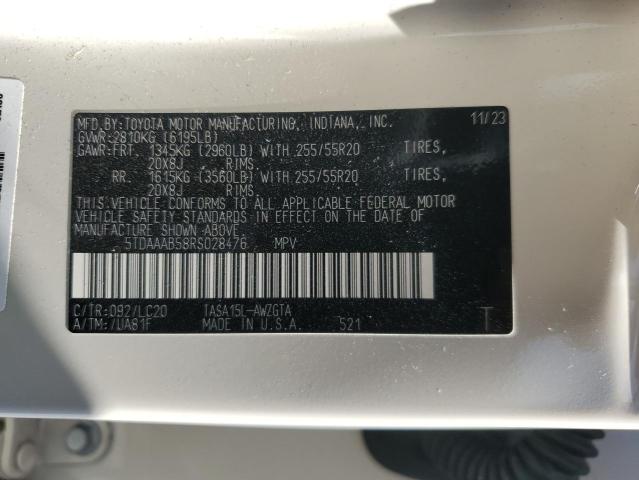 MFD.BY:TOYOTA MOTOR MANUFACTURING, INDIANA, INC. 11/23
GVWR:2810KG (6195LB)
GAWR:FRT. 1345KG (2960LB) WITH 255/55R20 TIRES,
20X8J RIMS
RR. 1615KG (3560LB) WITH 255/55R20 TIRES,
20X8J RIMS
THIS VEHICLE CONFORMS TO ALL APPLICABLE FEDERAL MOTOR
VEHICLE SAFETY STANDARDS IN EFFECT ON THE DATE OF
MANUFACTURE SHOWN ABOVE.
5TDAAAB58RS028476 MPV
C/TR:092/LC20 TASA15L-AWZGTA
A/TM:/UA81F MADE IN U.S.A. 521 T